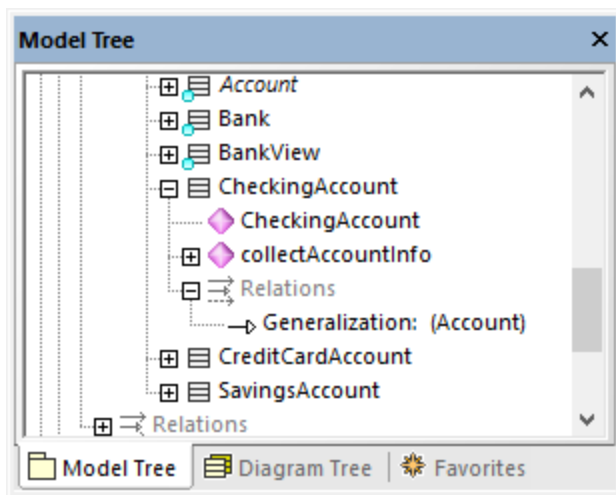 Model Tree
Account
Bank
BankView
CheckingAccount
CheckingAccount
collectAccountInfo
Relations
Generalization: (Account)
CreditCardAccount
SavingsAccount
Relations
Model Tree Diagram Tree Favorites